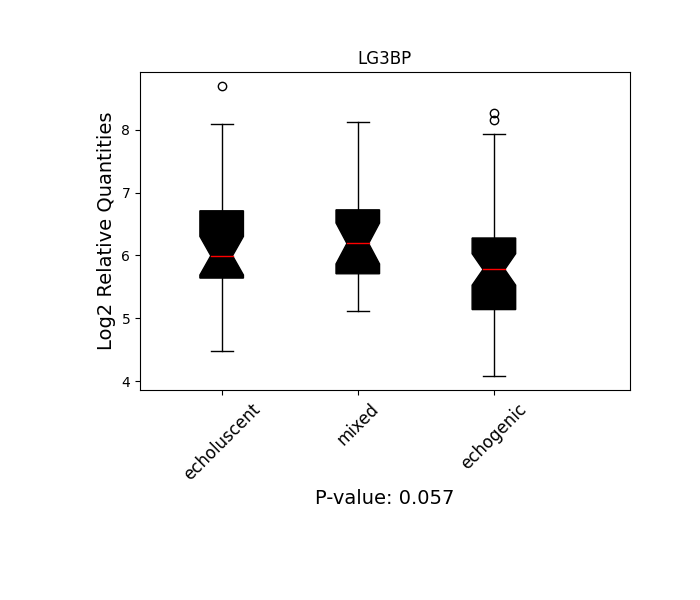 LG3BP
Log2 Relative Quantities
8
7
6
5
4
echoluscent
mixed
echogenic
P-value: 0.057